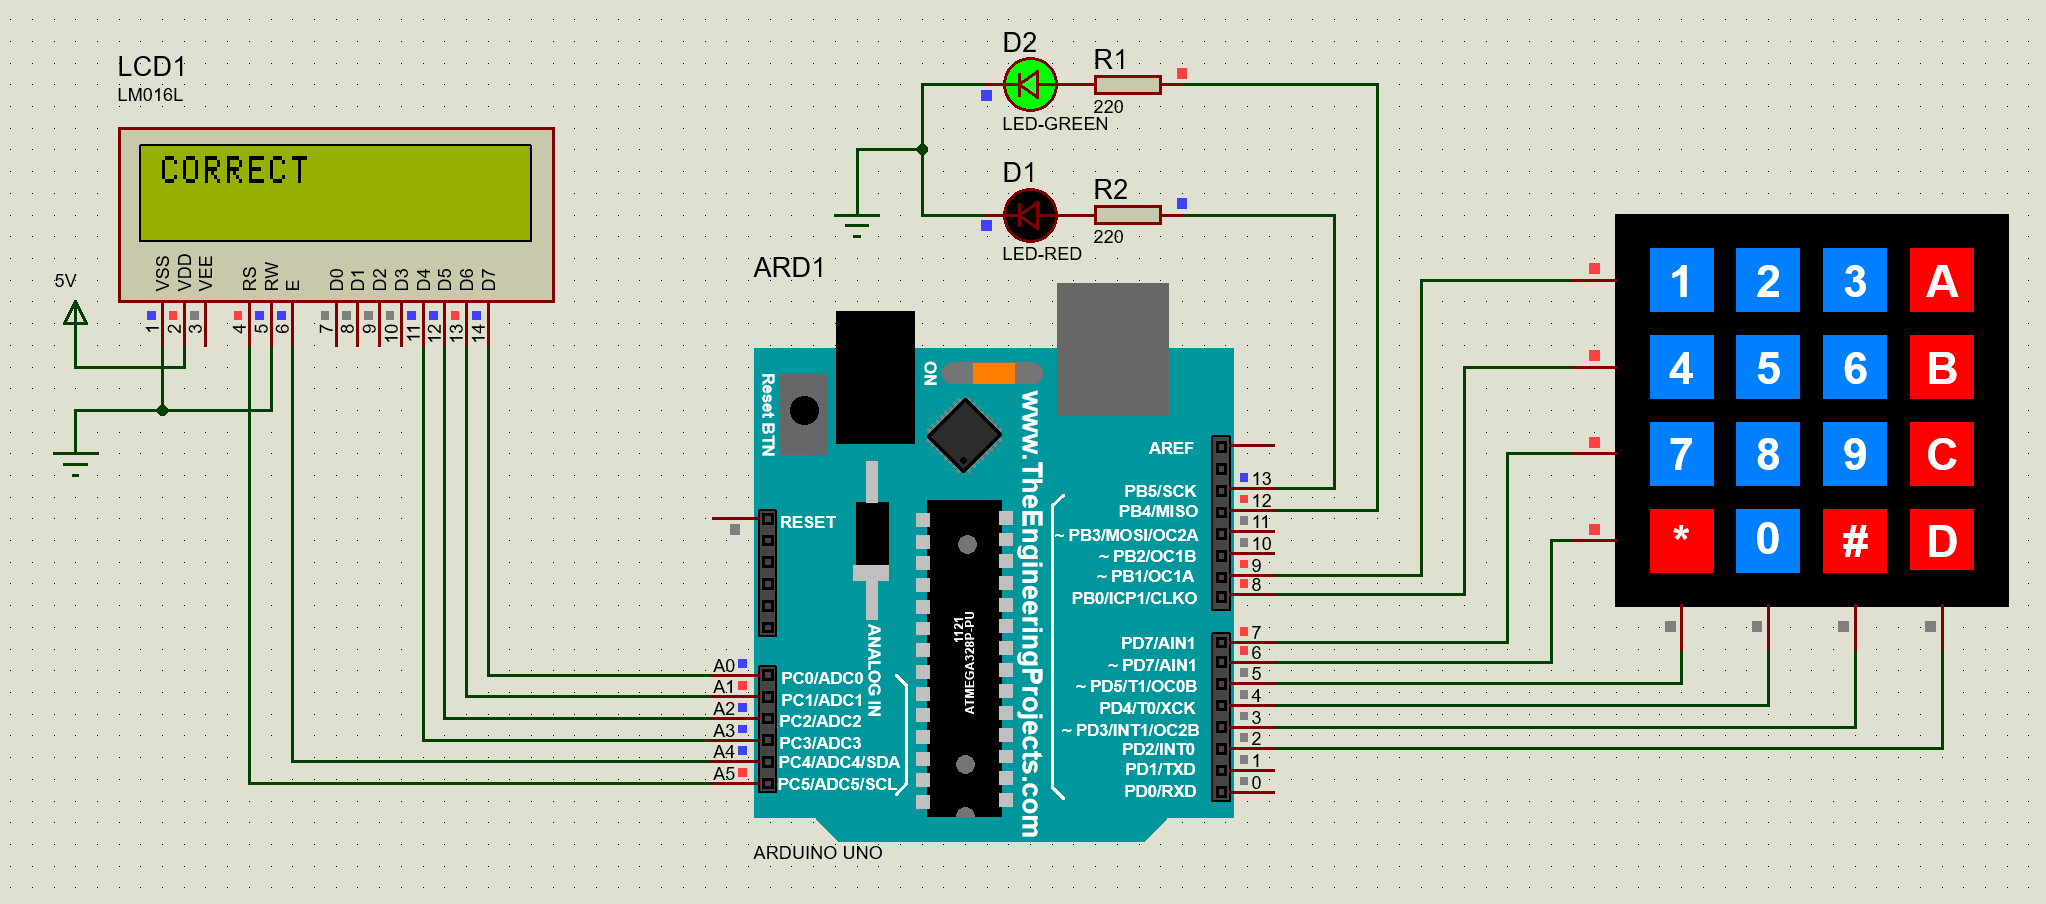 LCD1
LM016L
CORRECT
VSS
VDD
VEE
RS
RW
E
D0
D1
D2
D3
D4
D5
D6
D7
1
2
3
4
5
6
7
8
9
10
11
12
13
14
5V
D2
R1
220
LED-GREEN
D1
R2
220
LED-RED
ARD1
Reset BTN
ON
www.TheEngineeringProjects.com
RESET
ANALOG IN
1121
ATMEGA328P-PU
AREF
PB5/SCK 13
PB4/MISO 12
~ PB3/MOSI/OC2A 11
~ PB2/OC1B 10
~ PB1/OC1A 9
PB0/ICP1/CLKO 8
PD7/AIN1 7
~ PD7/AIN1 6
~ PD5/T1/OC0B 5
PD4/T0/XCK 4
~ PD3/INT1/OC2B 3
PD2/INT0 2
PD1/TXD 1
PD0/RXD 0
A0 PC0/ADC0
A1 PC1/ADC1
A2 PC2/ADC2
A3 PC3/ADC3
A4 PC4/ADC4/SDA
A5 PC5/ADC5/SCL
ARDUINO UNO
1 2 3 A
4 5 6 B
7 8 9 C
* 0 # D